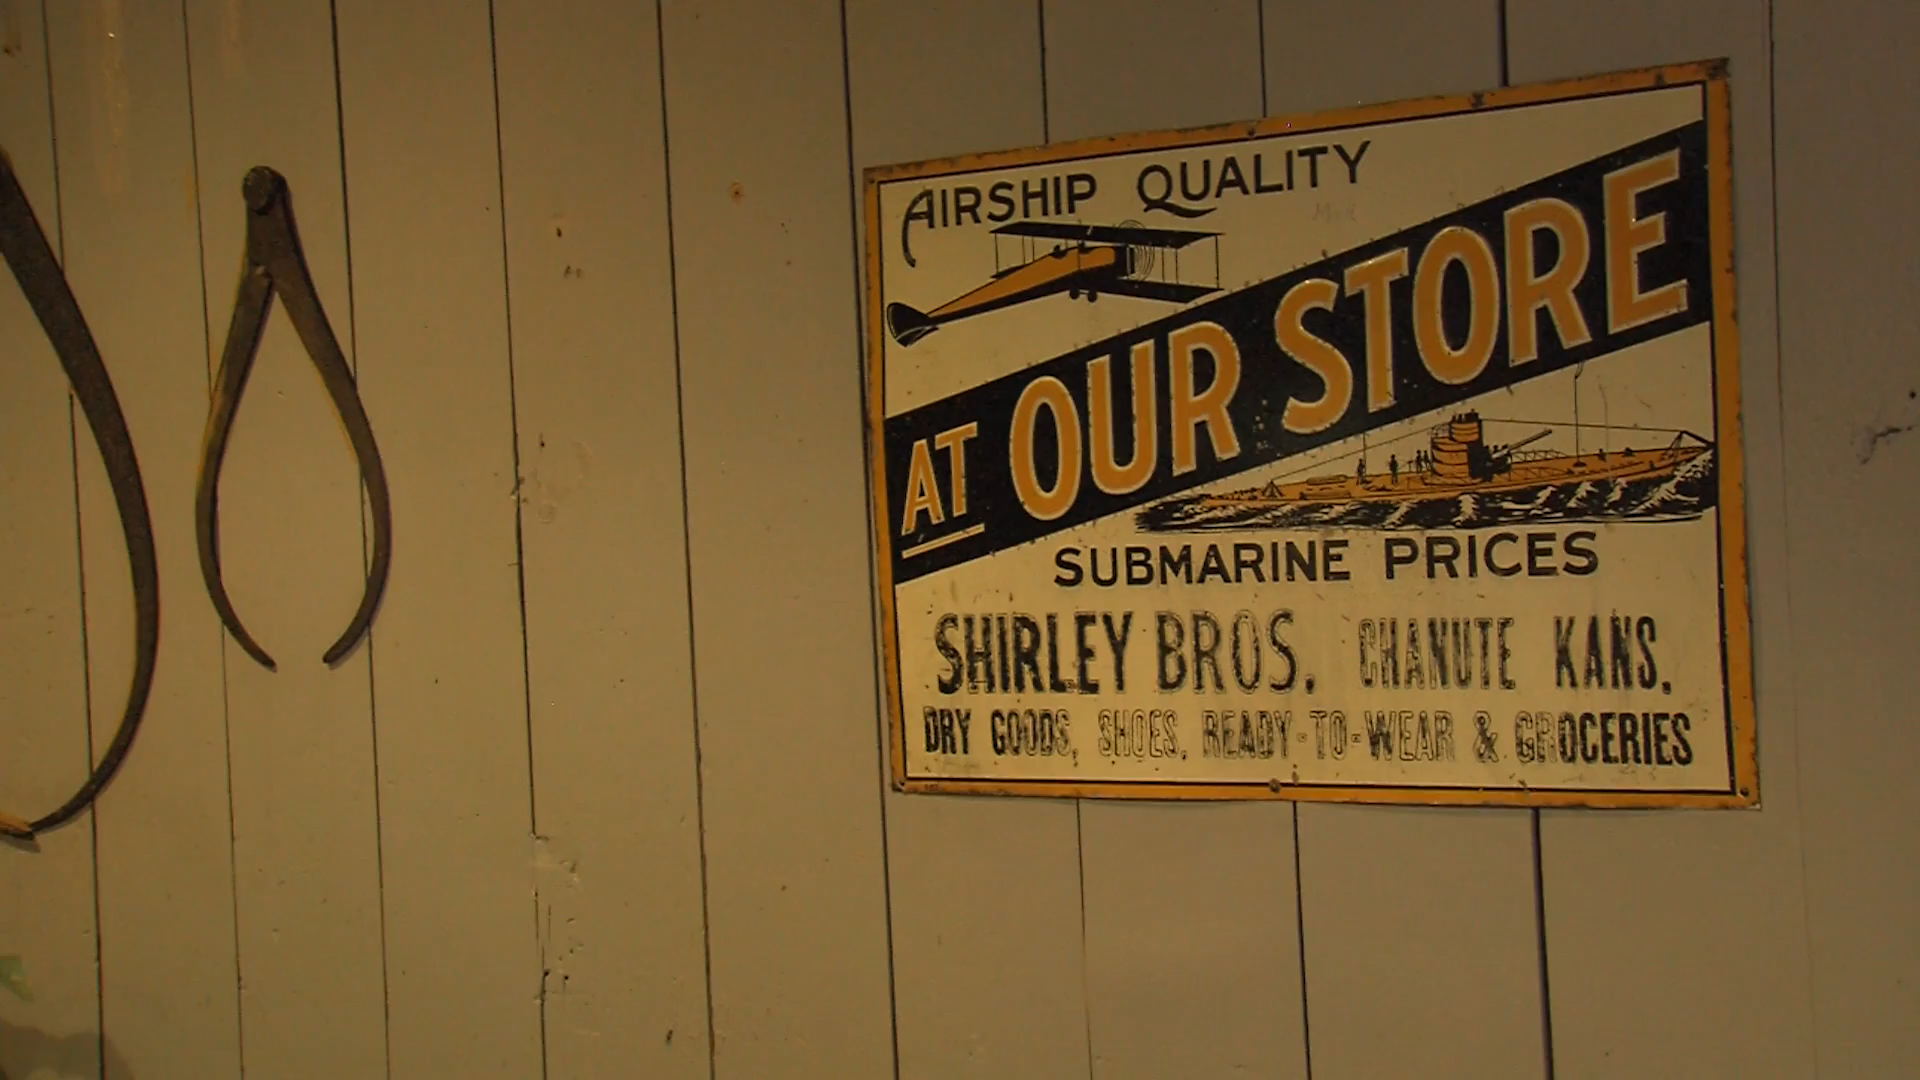 AIRSHIP QUALITY
AT OUR STORE
SUBMARINE PRICES
SHIRLEY BROS. CHANUTE KANS.
DRY GOODS, SHOES, READY-TO-WEAR & GROCERIES